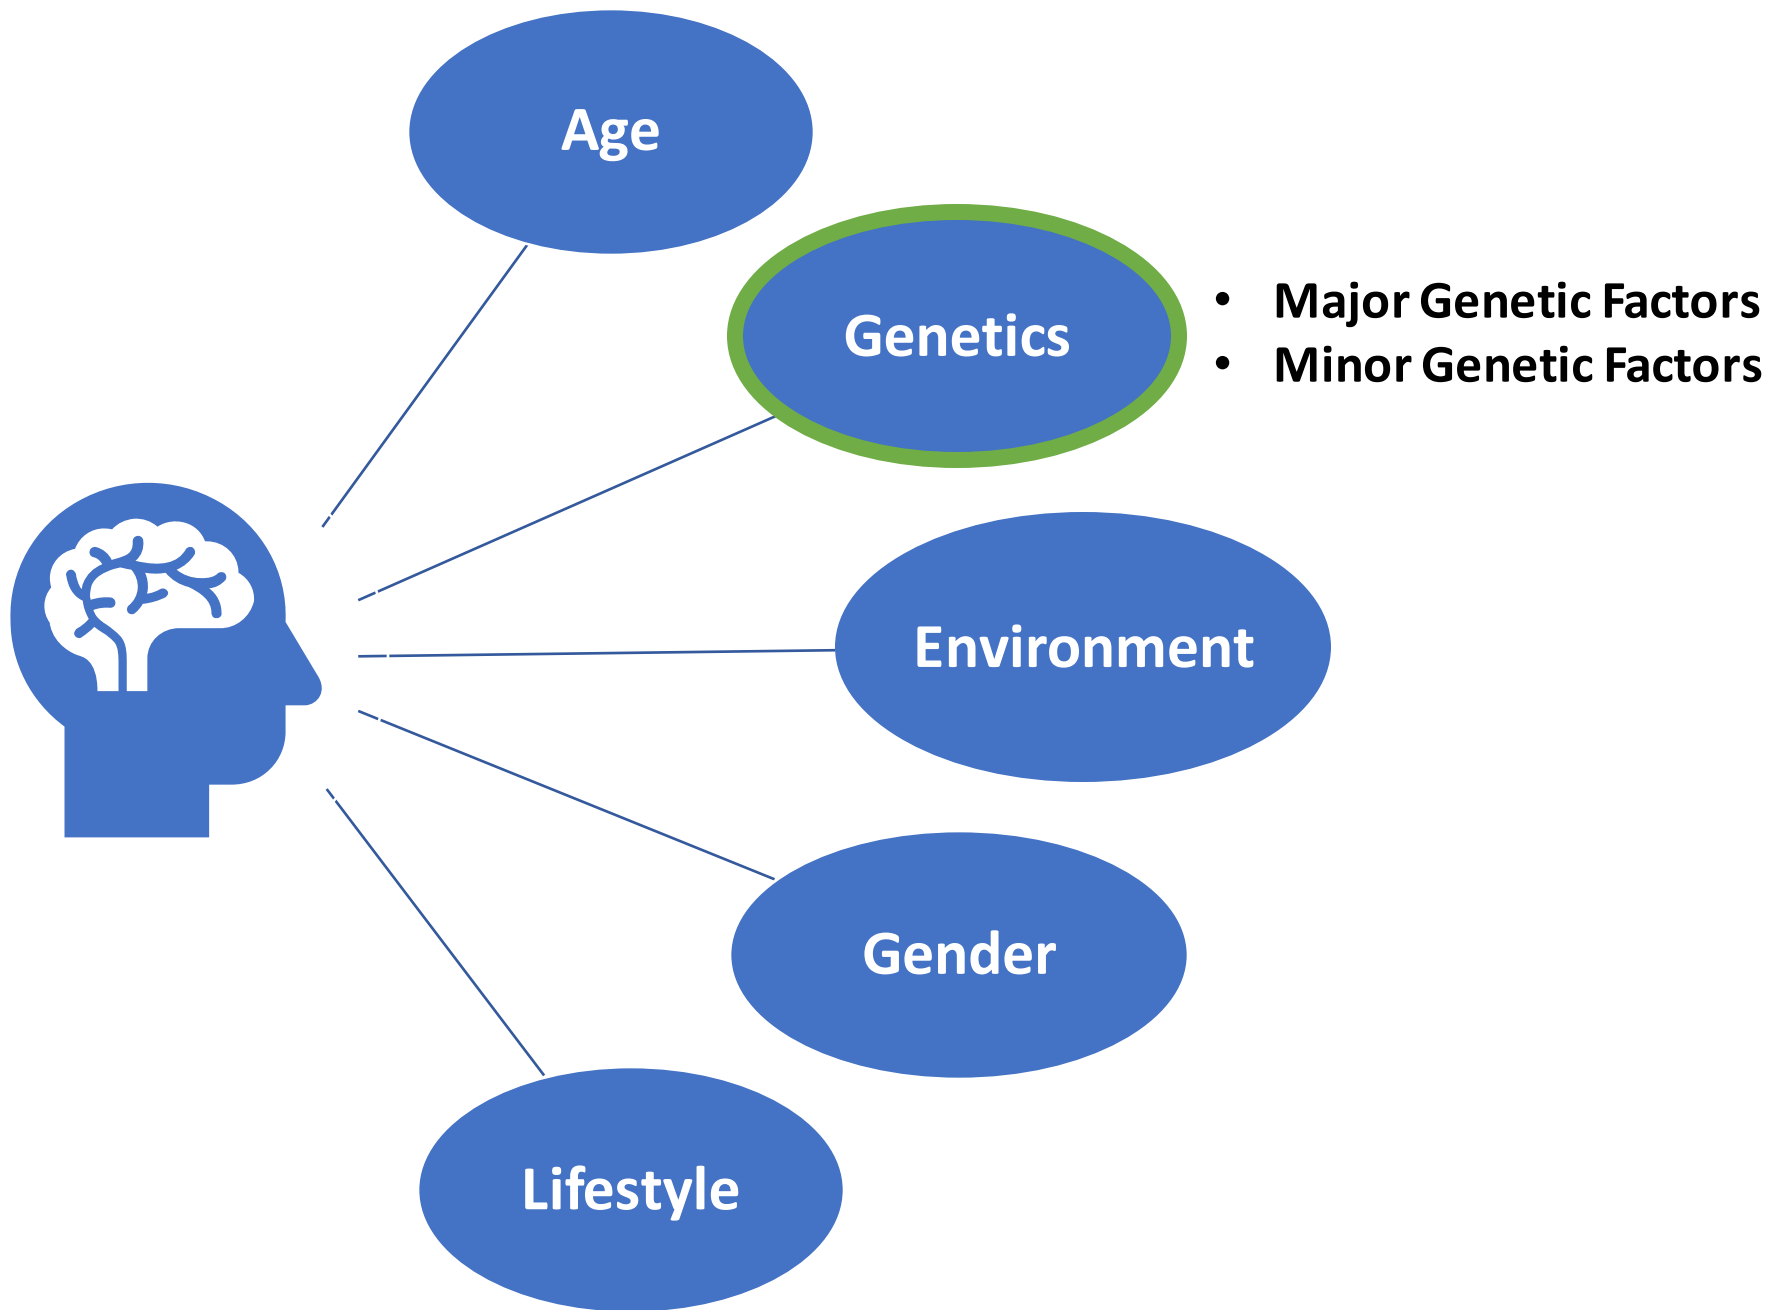 Age
Genetics
• Major Genetic Factors
• Minor Genetic Factors
Environment
Gender
Lifestyle